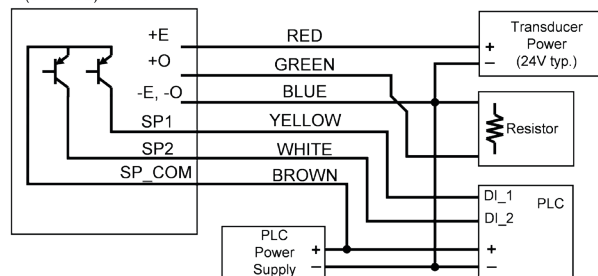 +E
RED
+
Transducer
Power
(24V typ.)
−
+O
GREEN
-E, -O
BLUE
Resistor
SP1
YELLOW
SP2
WHITE
SP_COM
BROWN
DI_1
PLC
DI_2
PLC
Power
Supply
+
−
+
−